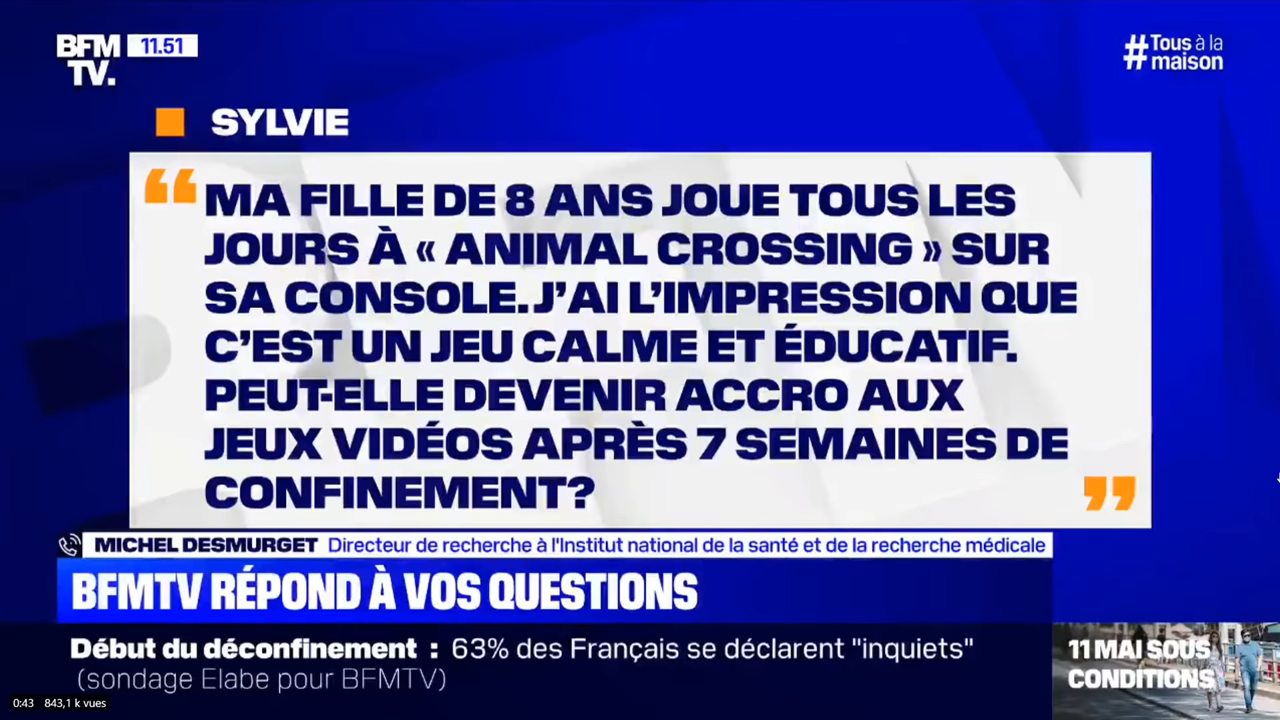 BFM
TV.
11.51
#Tous à la
maison
SYLVIE
“ MA FILLE DE 8 ANS JOUE TOUS LES
JOURS À « ANIMAL CROSSING » SUR
SA CONSOLE. J’AI L’IMPRESSION QUE
C’EST UN JEU CALME ET ÉDUCATIF.
PEUT-ELLE DEVENIR ACCRO AUX
JEUX VIDÉOS APRÈS 7 SEMAINES DE
CONFINEMENT? ”
MICHEL DESMURGET Directeur de recherche à l'Institut national de la santé et de la recherche médicale
BFMTV RÉPOND À VOS QUESTIONS
Début du déconfinement : 63% des Français se déclarent "inquiets"
(sondage Elabe pour BFMTV)
11 MAI SOUS
CONDITIONS
0:43 843,1 k vues